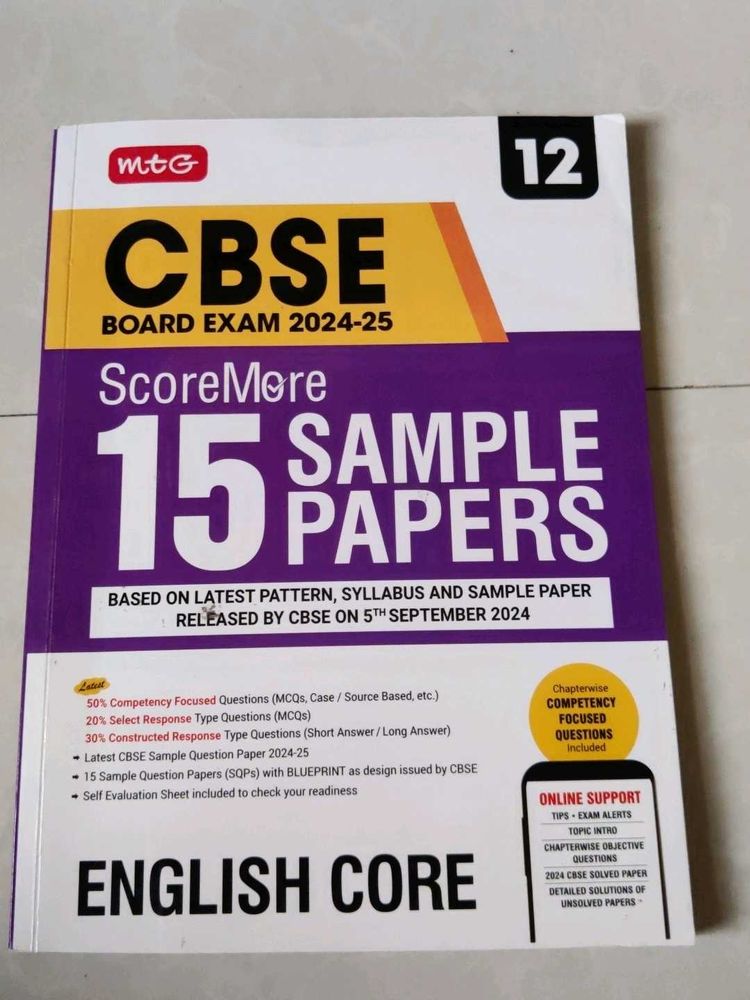 mtG
12
CBSE
BOARD EXAM 2024-25
ScoreMore
15 SAMPLE
PAPERS
BASED ON LATEST PATTERN, SYLLABUS AND SAMPLE PAPER
RELEASED BY CBSE ON 5TH SEPTEMBER 2024
Latest
50% Competency Focused Questions (MCQs, Case / Source Based, etc.)
20% Select Response Type Questions (MCQs)
30% Constructed Response Type Questions (Short Answer / Long Answer)
➡ Latest CBSE Sample Question Paper 2024-25
➡ 15 Sample Question Papers (SQPs) with BLUEPRINT as design issued by CBSE
➡ Self Evaluation Sheet included to check your readiness
Chapterwise
COMPETENCY
FOCUSED
QUESTIONS
Included
ONLINE SUPPORT
TIPS • EXAM ALERTS
TOPIC INTRO
CHAPTERWISE OBJECTIVE
QUESTIONS
2024 CBSE SOLVED PAPER
DETAILED SOLUTIONS OF
UNSOLVED PAPERS
ENGLISH CORE